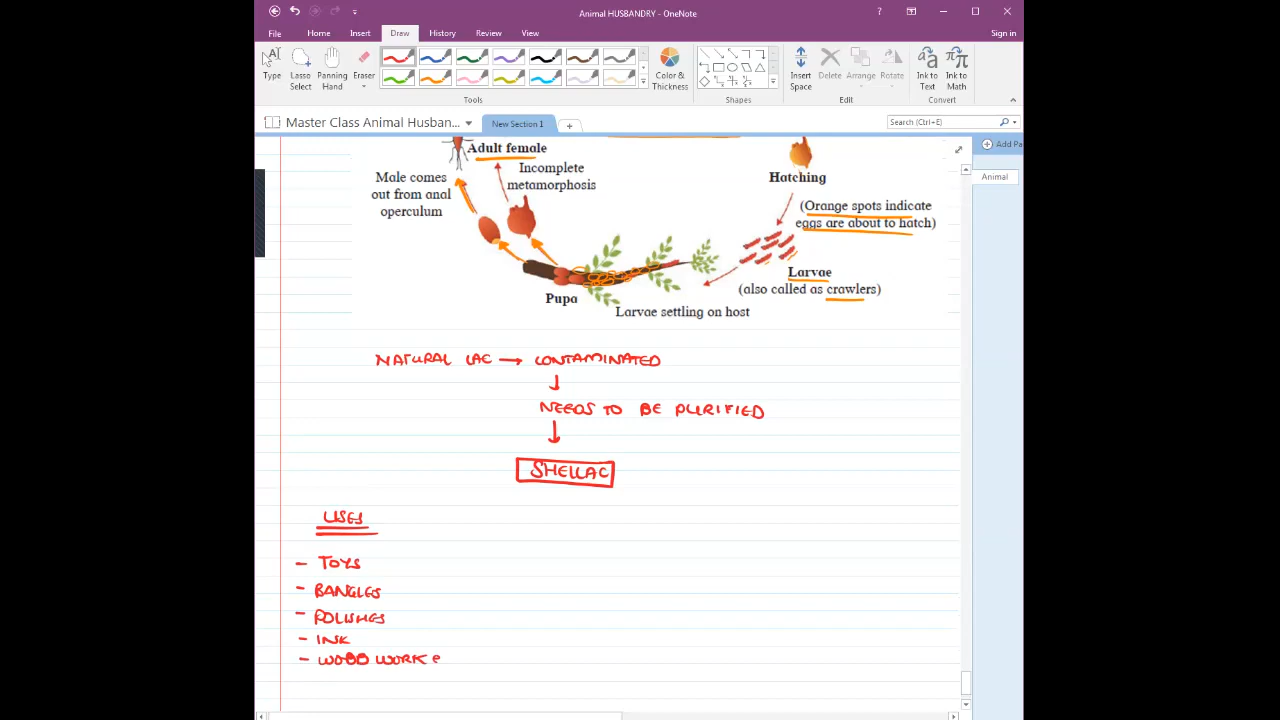 Animal HUSBANDRY - OneNote
?
File Home Insert Draw History Review View Sign in
Type Lasso Select Panning Hand Eraser Color & Thickness Insert Space Delete Arrange Rotate Ink to Text Ink to Math
Tools Shapes Edit Convert
Master Class Animal Husban... New Section 1 Search (Ctrl+E)
Add Pa
Animal
Adult female
Incomplete
metamorphosis
Male comes
out from anal
operculum
Hatching
(Orange spots indicate
eggs are about to hatch)
Larvae
(also called as crawlers)
Pupa
Larvae settling on host
NATURAL LAC → CONTAMINATED
↓
NEEDS TO BE PURIFIED
↓
SHELLAC
USES
- TOYS
- BANGLES
- POLISHES
- INK
- WOOD WORK e